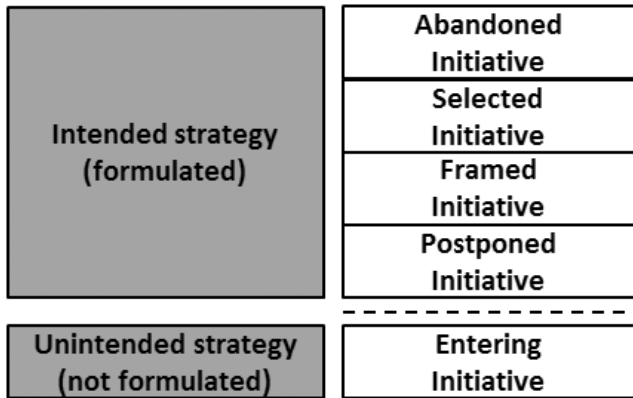 Intended strategy
(formulated)
Abandoned
Initiative
Selected
Initiative
Framed
Initiative
Postponed
Initiative
Unintended strategy
(not formulated)
Entering
Initiative